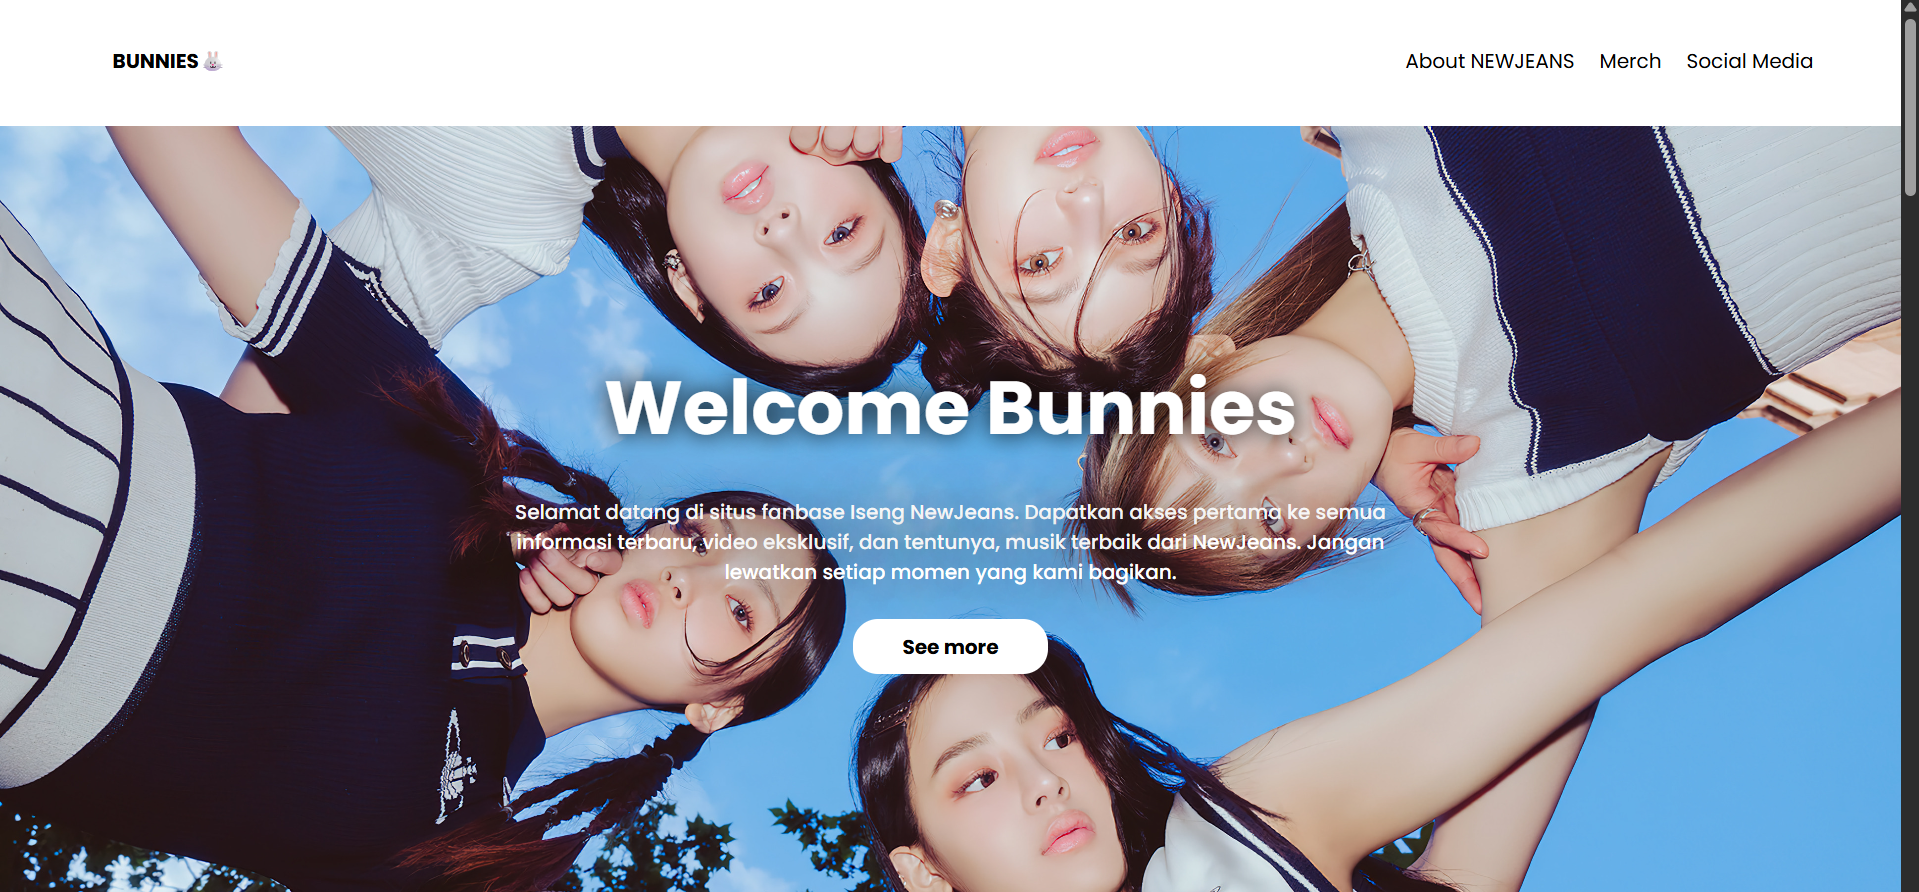 BUNNIES🐰
About NEWJEANS
Merch
Social Media
Welcome Bunnies
Selamat datang di situs fanbase Iseng NewJeans. Dapatkan akses pertama ke semua
informasi terbaru, video eksklusif, dan tentunya, musik terbaik dari NewJeans. Jangan
lewatkan setiap momen yang kami bagikan.
See more